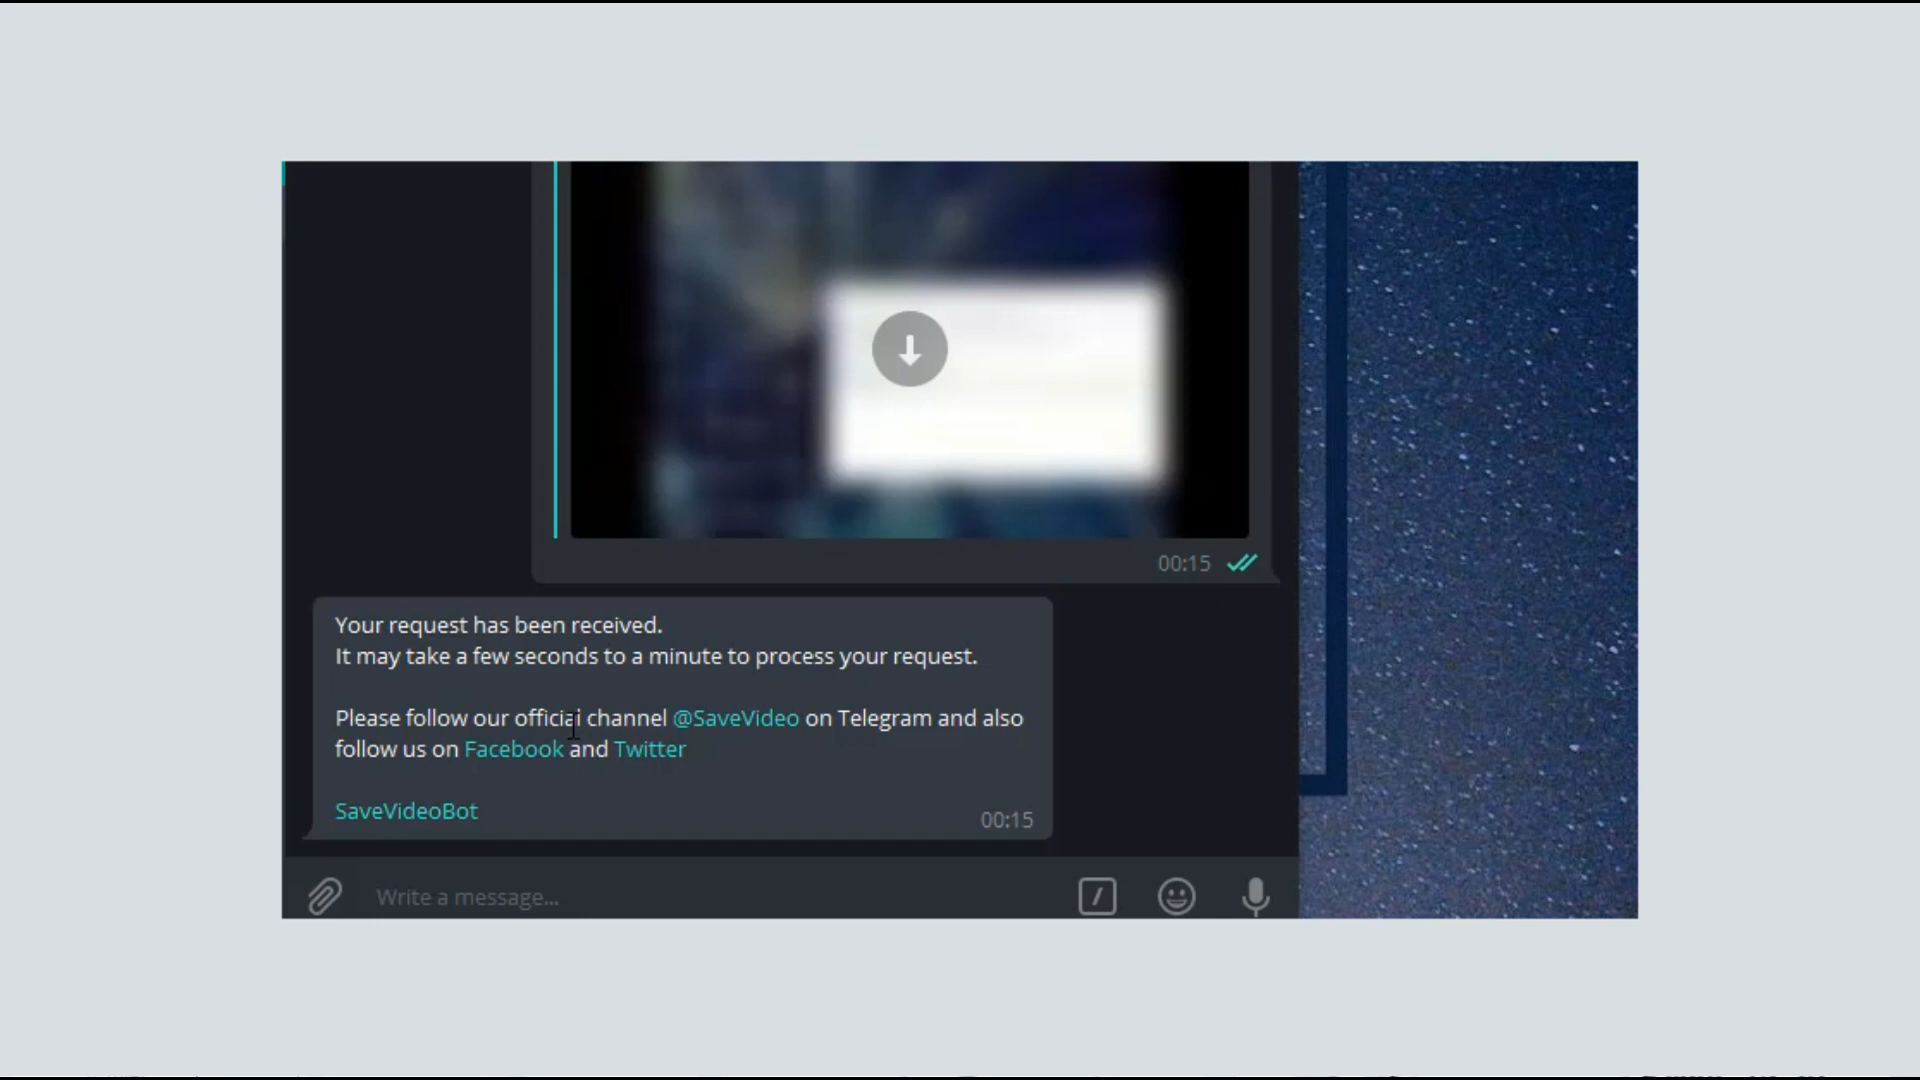 00:15
Your request has been received.
It may take a few seconds to a minute to process your request.
Please follow our official channel @SaveVideo on Telegram and also
follow us on Facebook and Twitter
SaveVideoBot
00:15
Write a message...